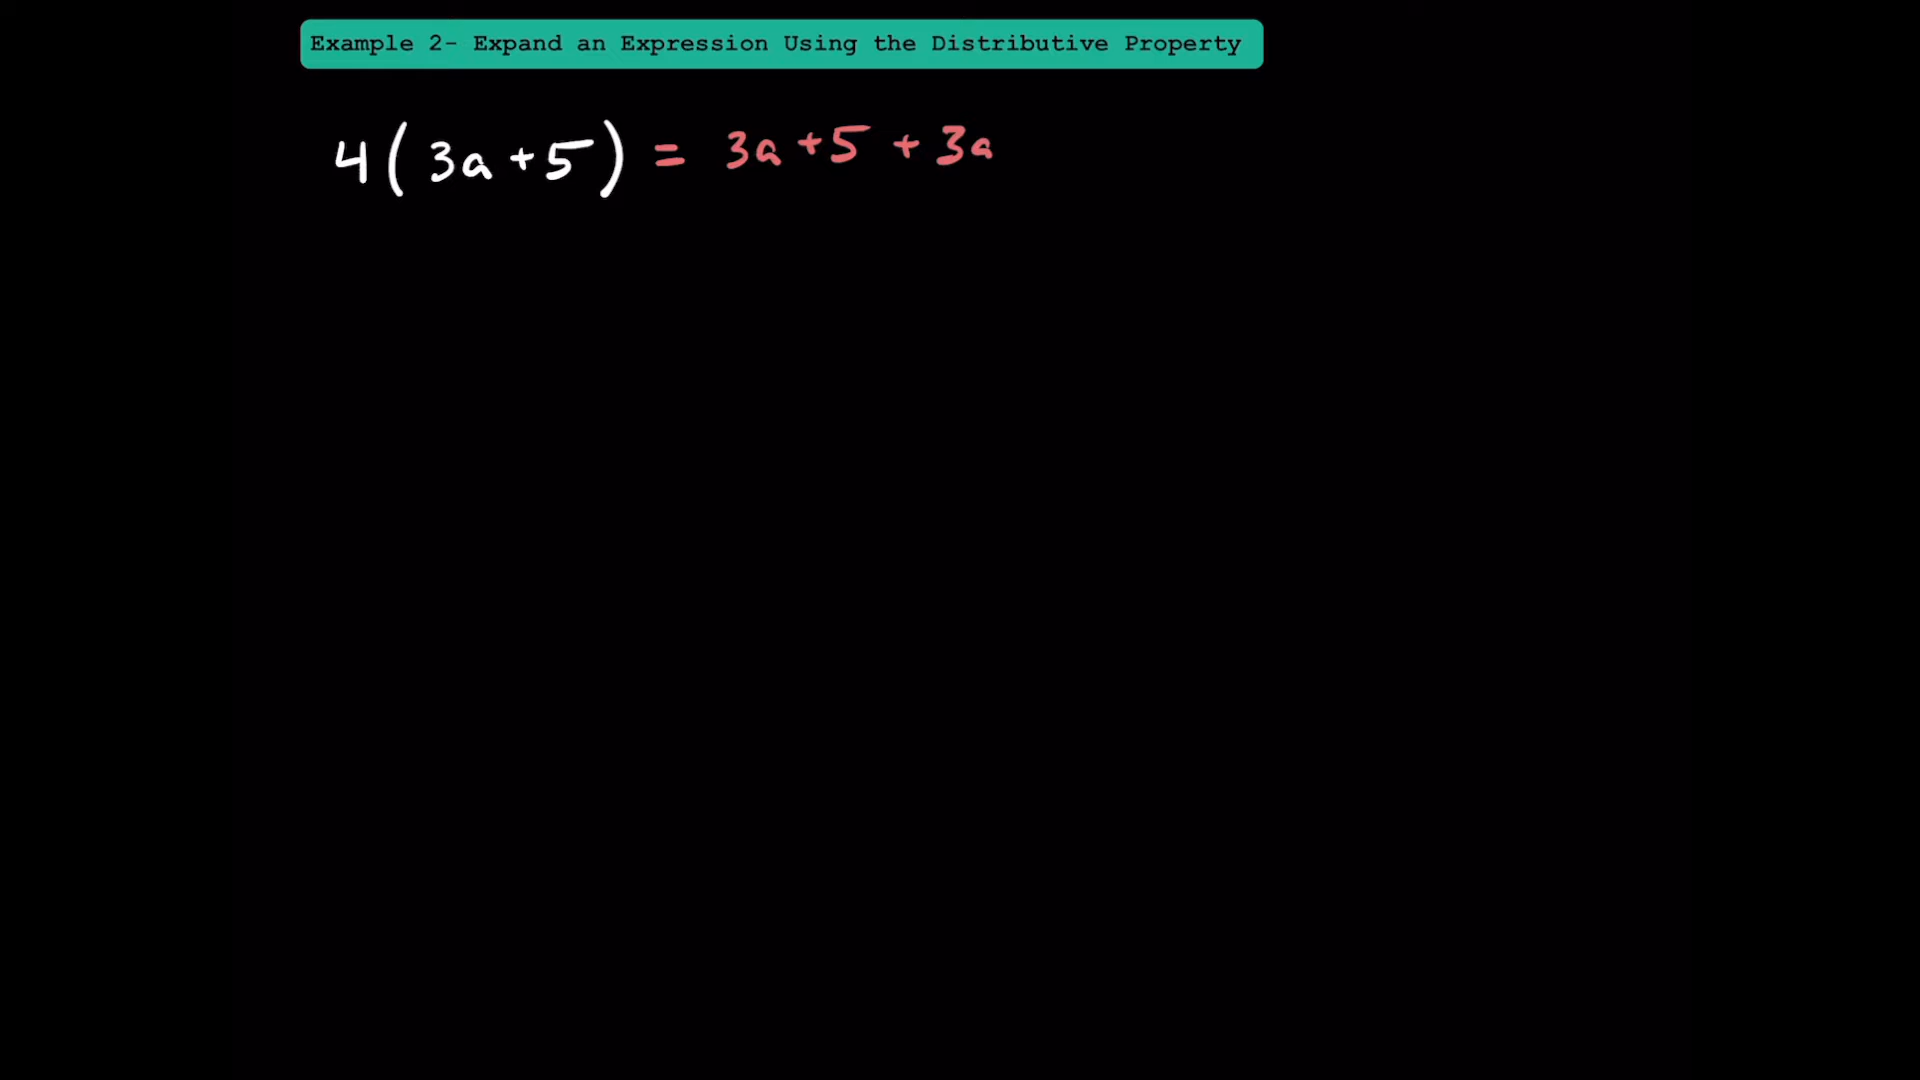 Example 2- Expand an Expression Using the Distributive Property
4(3a+5) = 3a+5 + 3a